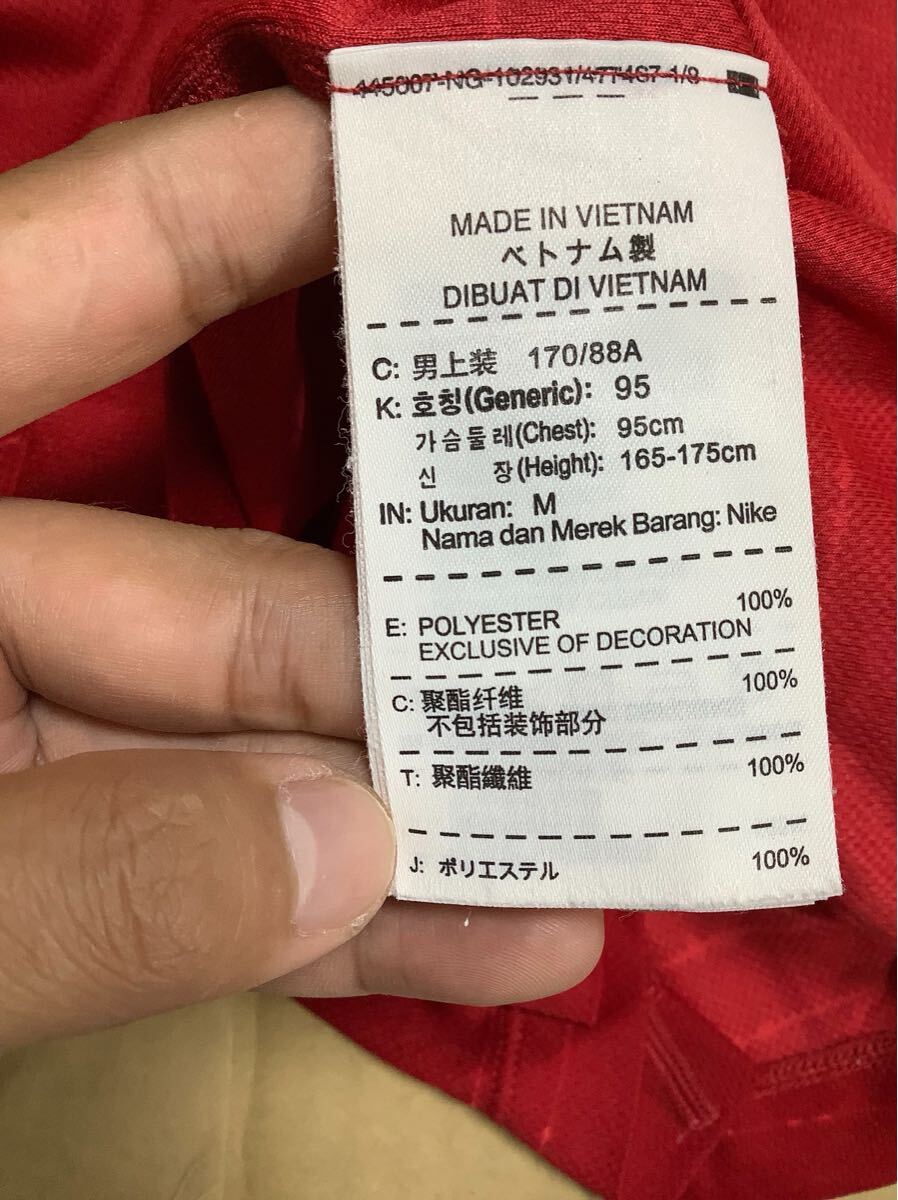 MADE IN VIETNAM
ベトナム製
DIBUAT DI VIETNAM
C: 男上装 170/88A
K: 호칭(Generic): 95
가슴둘레(Chest): 95cm
신 장(Height): 165-175cm
IN: Ukuran: M
Nama dan Merek Barang: Nike
E: POLYESTER 100%
EXCLUSIVE OF DECORATION
C: 聚酯纤维 100%
不包括装饰部分
T: 聚酯纖維 100%
J: ポリエステル 100%